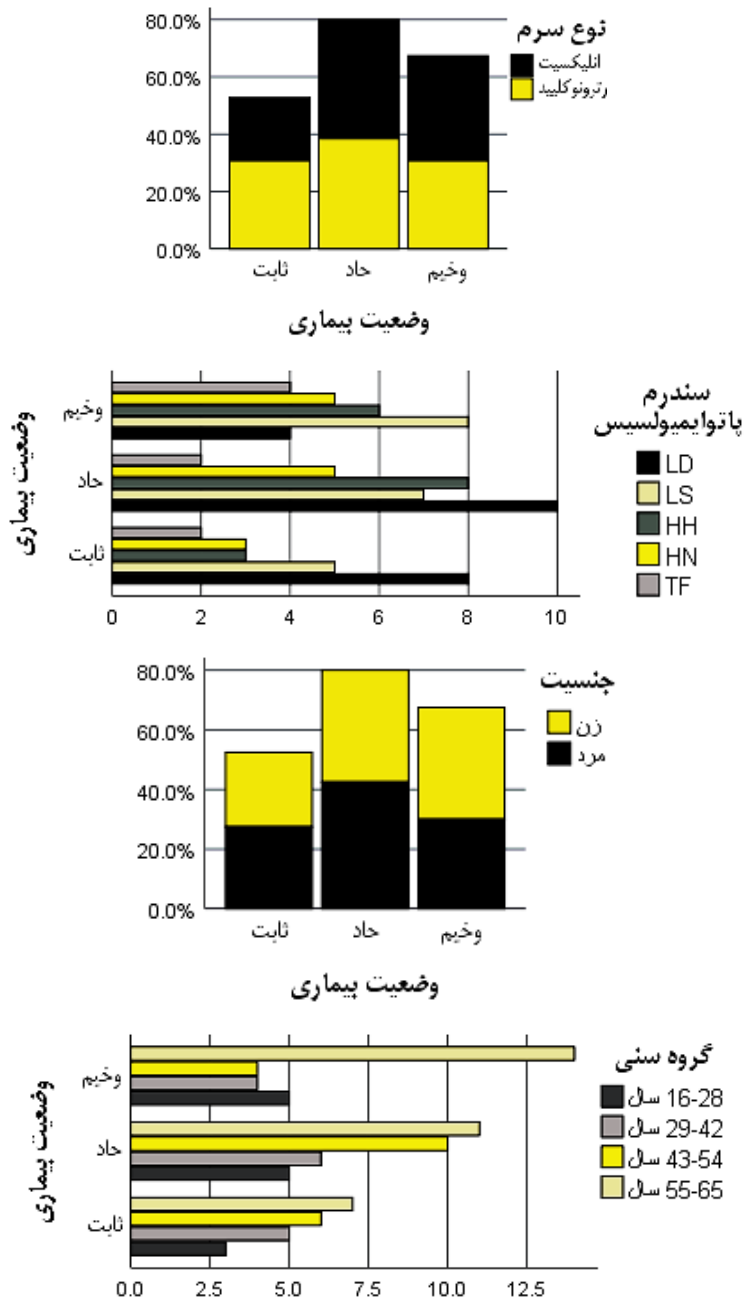 نوع سرم
انلیکسیت
رترونوکلیید
80.0%
60.0%
40.0%
20.0%
0.0%
ثابت حاد وخیم
وضعیت بیماری
وضعیت بیماری
وخیم
حاد
ثابت
0 2 4 6 8 10
سندرم
پاتوایمیولسیس
LD
LS
HH
HN
TF
80.0%
60.0%
40.0%
20.0%
0.0%
ثابت حاد وخیم
وضعیت بیماری
جنسیت
زن
مرد
وضعیت بیماری
وخیم
حاد
ثابت
0.0 2.5 5.0 7.5 10.0 12.5
گروه سنی
16-28 سال
29-42 سال
43-54 سال
55-65 سال